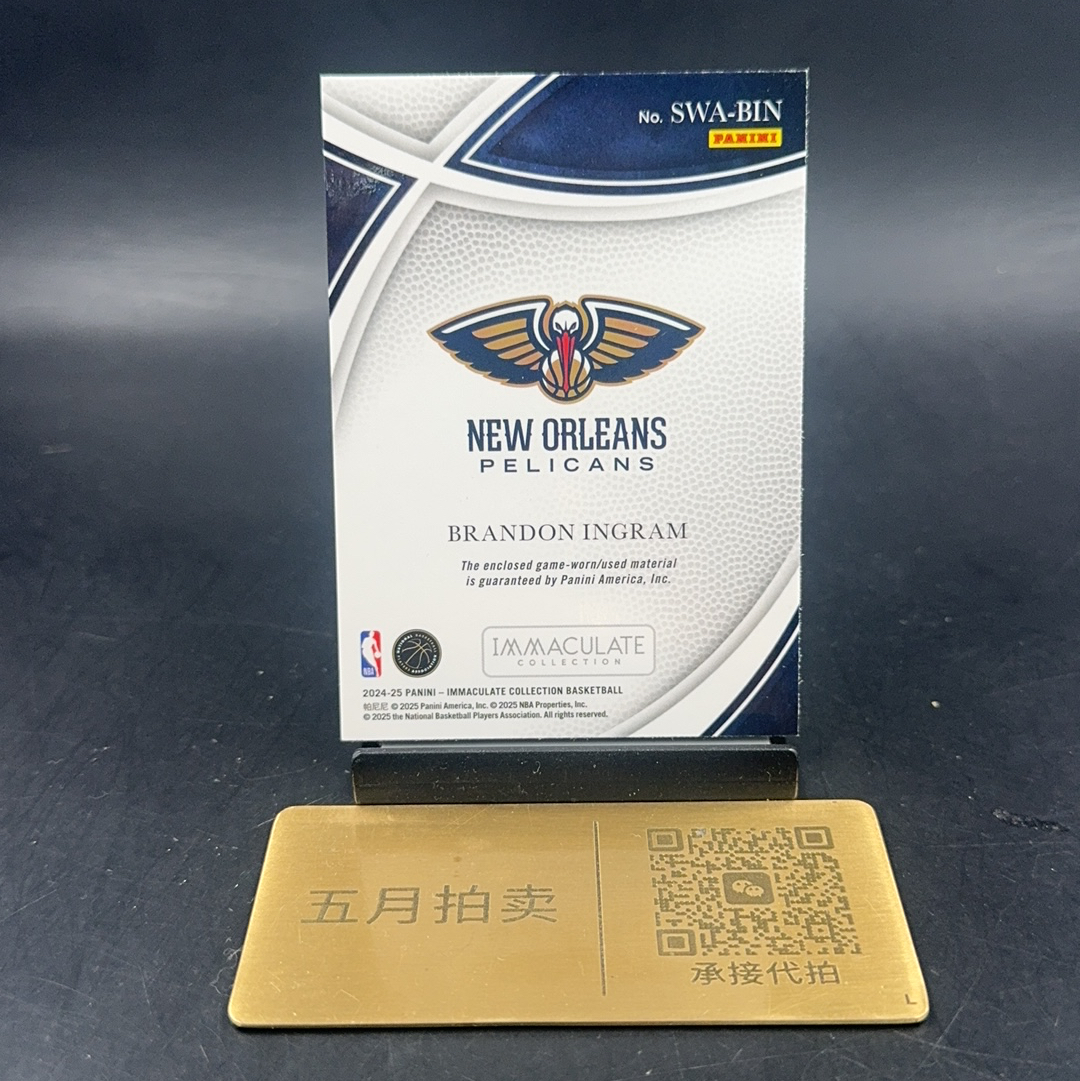 No. SWA-BIN
PANINI
NEW ORLEANS
PELICANS
BRANDON INGRAM
The enclosed game-worn/used material
is guaranteed by Panini America, Inc.
NBA
IMMACULATE
COLLECTION
2024-25 PANINI – IMMACULATE COLLECTION BASKETBALL
帕尼尼 © 2025 Panini America, Inc. © 2025 NBA Properties, Inc.
© 2025 the National Basketball Players Association. All rights reserved.
五月拍卖
承接代拍
L